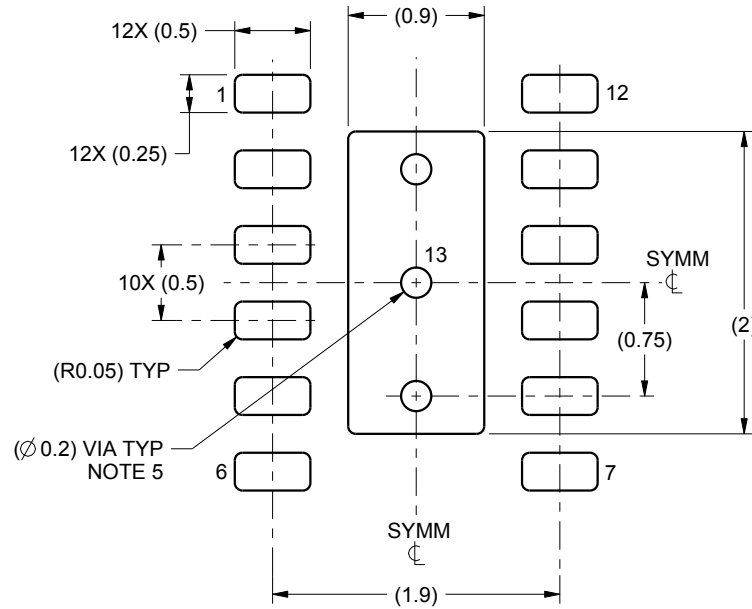 12X (0.5)
(0.9)
1
12
12X (0.25)
13
SYMM
10X (0.5)
(0.75)
(2)
(R0.05) TYP
(∅ 0.2) VIA TYP
NOTE 5
6
7
SYMM
(1.9)